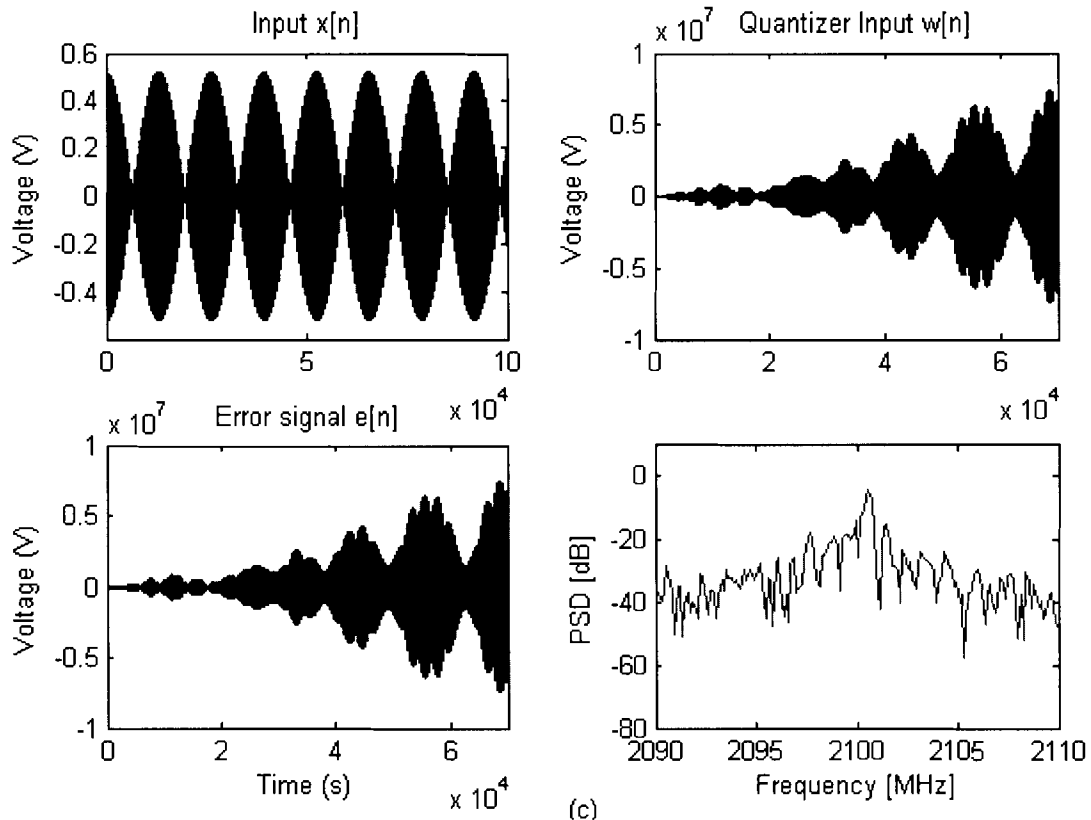 Input x[n]
Voltage (V)
0.6
0.4
0.2
0
-0.2
-0.4
0 5 10
x 10^4
x 10^7
Quantizer Input w[n]
Voltage (V)
1
0.5
0
-0.5
-1
0 2 4 6
x 10^4
x 10^7
Error signal e[n]
Voltage (V)
1
0.5
0
-0.5
-1
0 2 4 6
Time (s)
x 10^4
PSD [dB]
0
-20
-40
-60
-80
2090 2095 2100 2105 2110
Frequency [MHz]
(c)